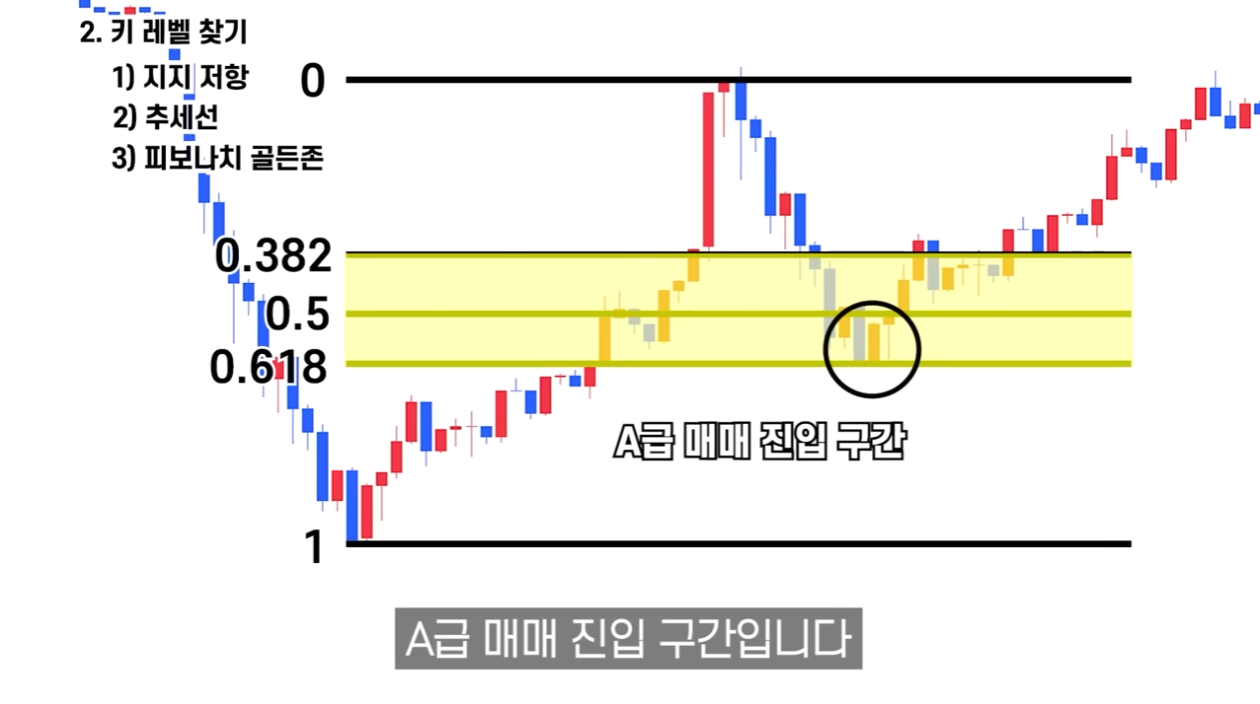 2. 키 레벨 찾기
1) 지지 저항
2) 추세선
3) 피보나치 골든존
0
0.382
0.5
0.618
A급 매매 진입 구간
1
A급 매매 진입 구간입니다